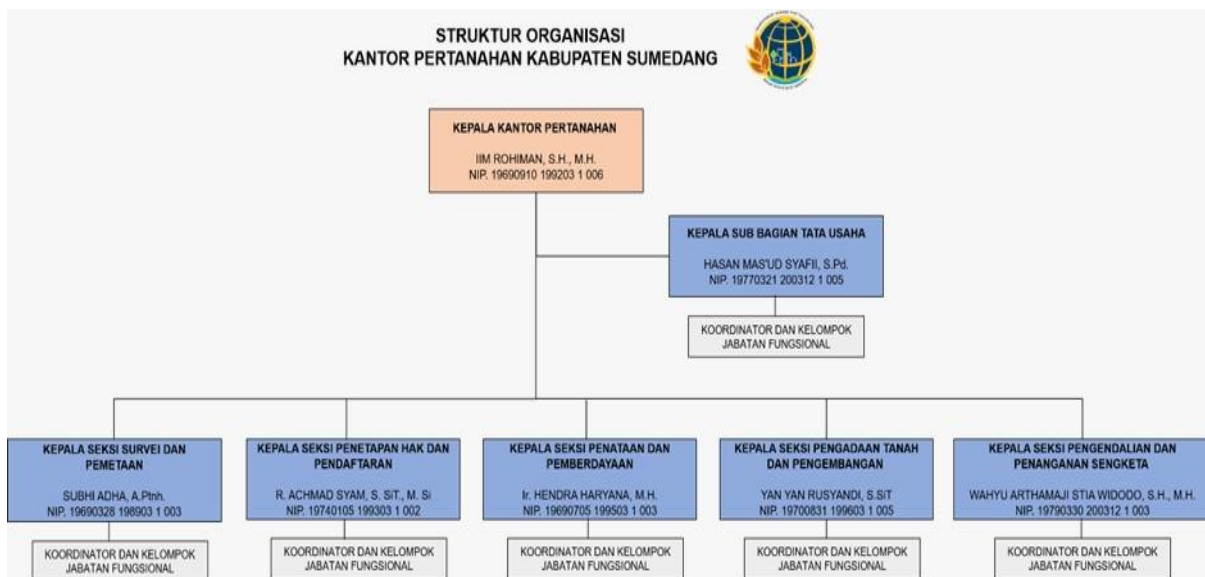 STRUKTUR ORGANISASI
KANTOR PERTANAHAN KABUPATEN SUMEDANG
KEPALA KANTOR PERTANAHAN
IIM ROHIMAN, S.H., M.H.
NIP. 19690910 199203 1 006
KEPALA SUB BAGIAN TATA USAHA
HASAN MAS'UD SYAFII, S.Pd.
NIP. 19770321 200312 1 005
KOORDINATOR DAN KELOMPOK
JABATAN FUNGSIONAL
KEPALA SEKSI SURVEI DAN
PEMETAAN
SUBHI ADHA, A.Ptnh.
NIP. 19690328 198903 1 003
KOORDINATOR DAN KELOMPOK
JABATAN FUNGSIONAL
KEPALA SEKSI PENETAPAN HAK DAN
PENDAFTARAN
R. ACHMAD SYAM, S. SiT., M. Si
NIP. 19740105 199303 1 002
KOORDINATOR DAN KELOMPOK
JABATAN FUNGSIONAL
KEPALA SEKSI PENATAAN DAN
PEMBERDAYAAN
Ir. HENDRA HARYANA, M.H.
NIP. 19690705 199503 1 003
KOORDINATOR DAN KELOMPOK
JABATAN FUNGSIONAL
KEPALA SEKSI PENGADAAN TANAH
DAN PENGEMBANGAN
YAN YAN RUSYANDI, S.SiT
NIP. 19700831 199603 1 005
KOORDINATOR DAN KELOMPOK
JABATAN FUNGSIONAL
KEPALA SEKSI PENGENDALIAN DAN
PENANGANAN SENGKETA
WAHYU ARTHAMAJI STIA WIDODO, S.H., M.H.
NIP. 19790330 200312 1 003
KOORDINATOR DAN KELOMPOK
JABATAN FUNGSIONAL